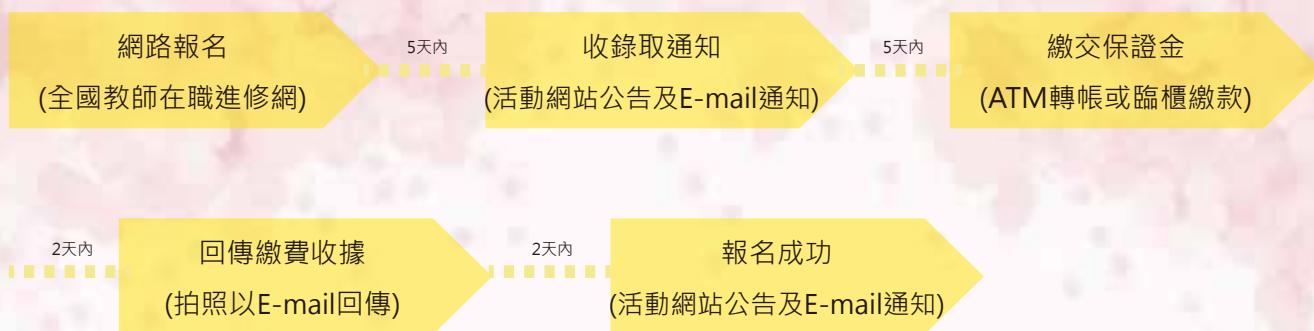 網路報名
(全國教師在職進修網)
5天內
收錄取通知
(活動網站公告及E-mail通知)
5天內
繳交保證金
(ATM轉帳或臨櫃繳款)
2天內
回傳繳費收據
(拍照以E-mail回傳)
2天內
報名成功
(活動網站公告及E-mail通知)